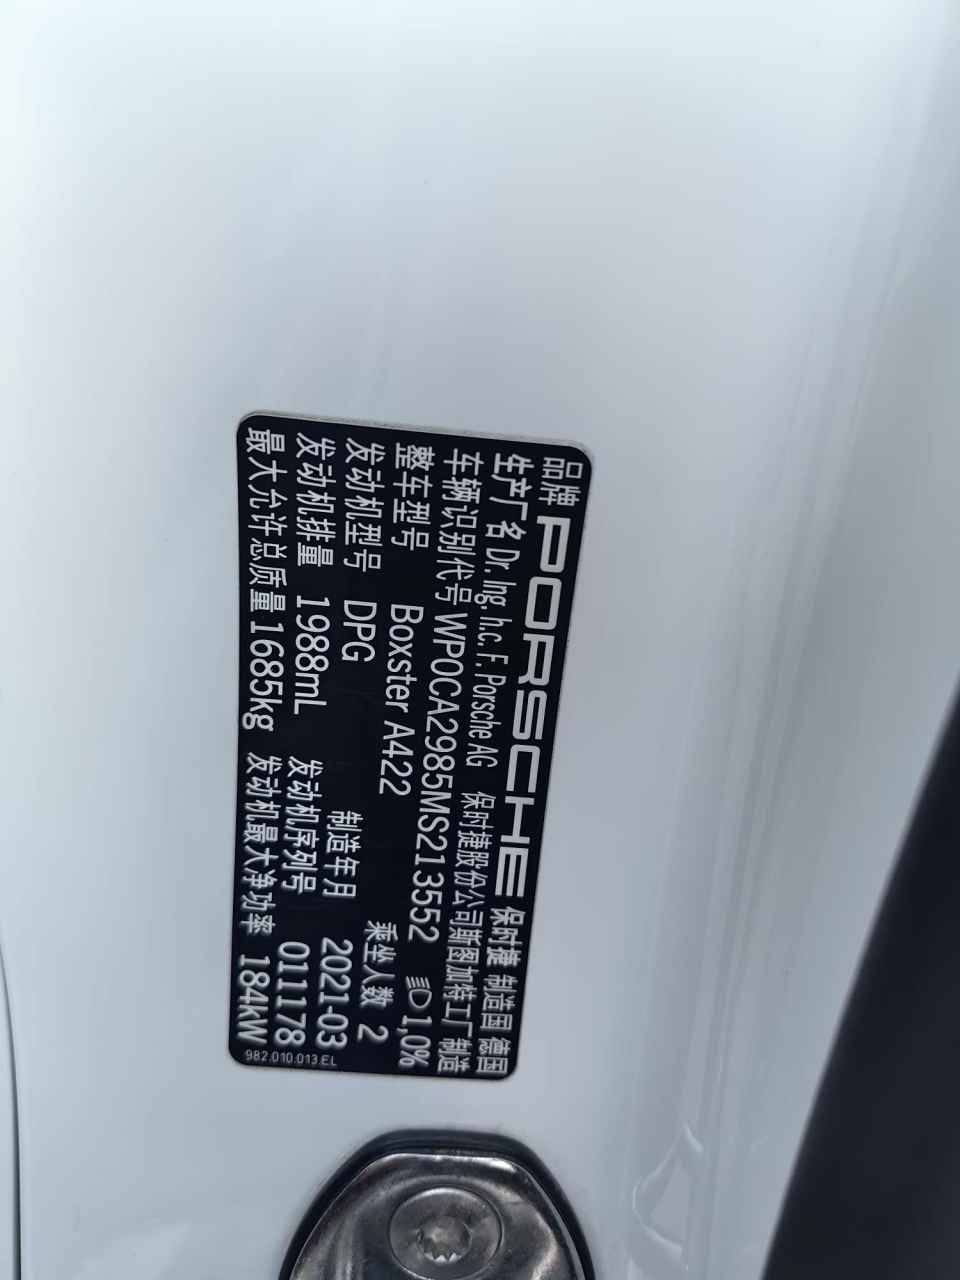 品牌 PORSCHE 保时捷 制造国 德国
生产厂名 Dr. Ing. h.c. F. Porsche AG 保时捷股份公司斯图加特工厂制造
车辆识别代号 WP0CA2985MS213552 1,0%
整车型号 Boxster A422 乘坐人数 2
发动机型号 DPG 制造年月 2021-03
发动机排量 1988mL 发动机序列号 011178
最大允许总质量 1685kg 发动机最大净功率 184kW
982.010.013.EL